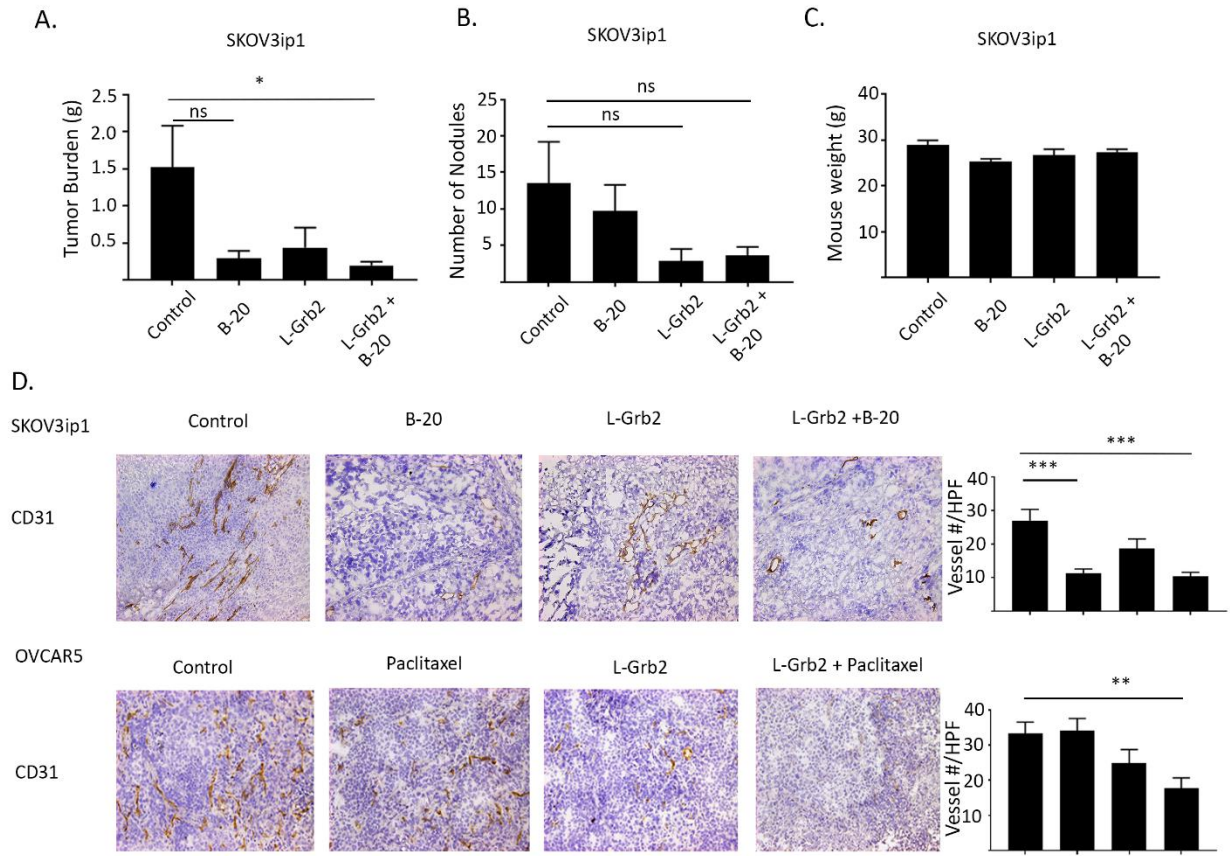 A.
SKOV3ip1
*
ns
Tumor Burden (g)
2.5
2.0
1.5
1.0
0.5
Control
B-20
L-Grb2
L-Grb2 +
B-20
B.
SKOV3ip1
ns
ns
Number of Nodules
25
20
15
10
5
Control
B-20
L-Grb2
L-Grb2 +
B-20
C.
SKOV3ip1
Mouse weight (g)
40
30
20
10
Control
B-20
L-Grb2
L-Grb2 +
B-20
D.
SKOV3ip1
Control
B-20
L-Grb2
L-Grb2 +B-20
CD31
***
***
Vessel #/HPF
40
30
20
10
OVCAR5
Control
Paclitaxel
L-Grb2
L-Grb2 + Paclitaxel
CD31
**
Vessel #/HPF
40
30
20
10